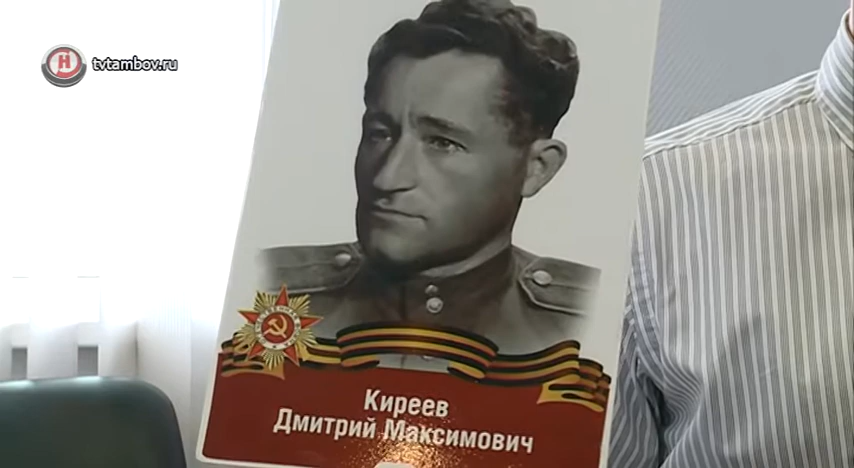 Н
tvtambov.ru
Киреев
Дмитрий Максимович